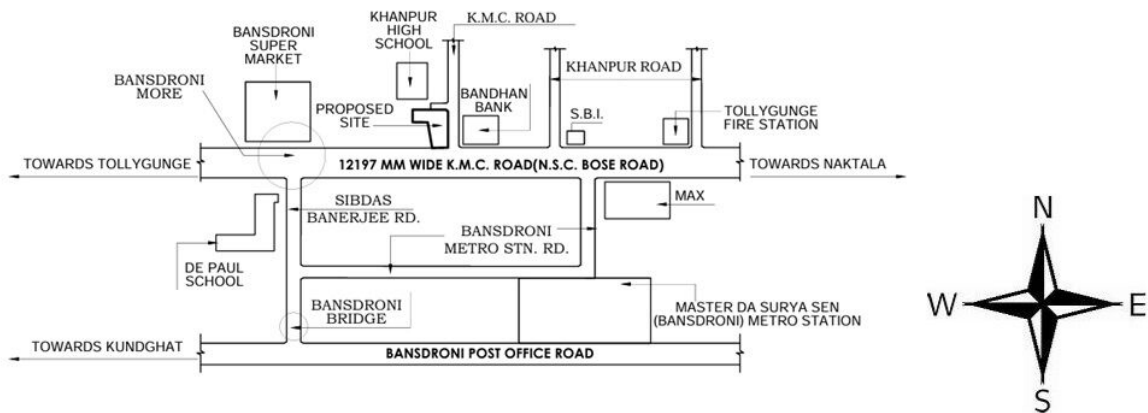 BANSDRONI
SUPER
MARKET
KHANPUR
HIGH
SCHOOL
K.M.C. ROAD
KHANPUR ROAD
BANSDRONI
MORE
PROPOSED
SITE
BANDHAN
BANK
S.B.I.
TOLLYGUNGE
FIRE STATION
TOWARDS TOLLYGUNGE
12197 MM WIDE K.M.C. ROAD(N.S.C. BOSE ROAD)
TOWARDS NAKTALA
SIBDAS
BANERJEE RD.
MAX
BANSDRONI
METRO STN. RD.
DE PAUL
SCHOOL
BANSDRONI
BRIDGE
MASTER DA SURYA SEN
(BANSDRONI) METRO STATION
TOWARDS KUNDGHAT
BANSDRONI POST OFFICE ROAD
N
W
E
S